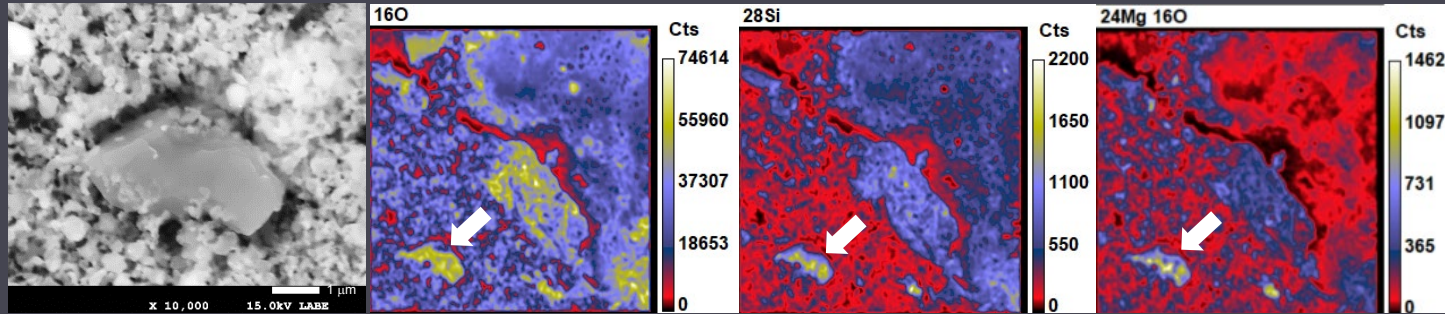 1 μm
X 10,000 15.0kV LABE
16O
Cts
74614
55960
37307
18653
0
28Si
Cts
2200
1650
1100
550
0
24Mg 16O
Cts
1462
1097
731
365
0